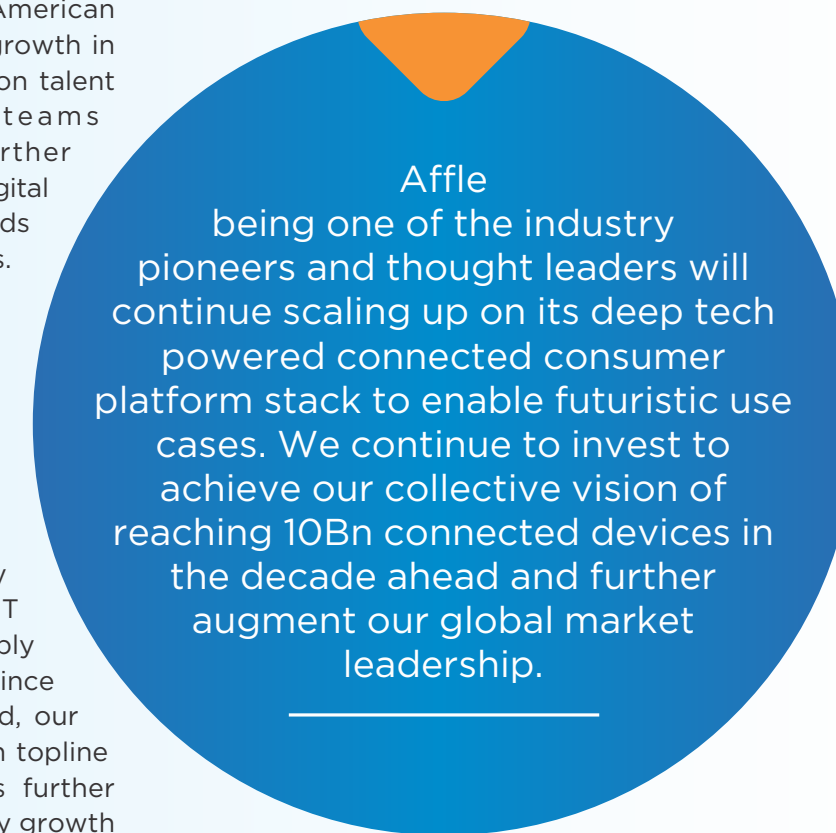 American
growth in
on talent
teams
rther
gital
ds
s.
T
ply
ince
d, our
topline
s further
growth
Affle
being one of the industry
pioneers and thought leaders will
continue scaling up on its deep tech
powered connected consumer
platform stack to enable futuristic use
cases. We continue to invest to
achieve our collective vision of
reaching 10Bn connected devices in
the decade ahead and further
augment our global market
leadership.